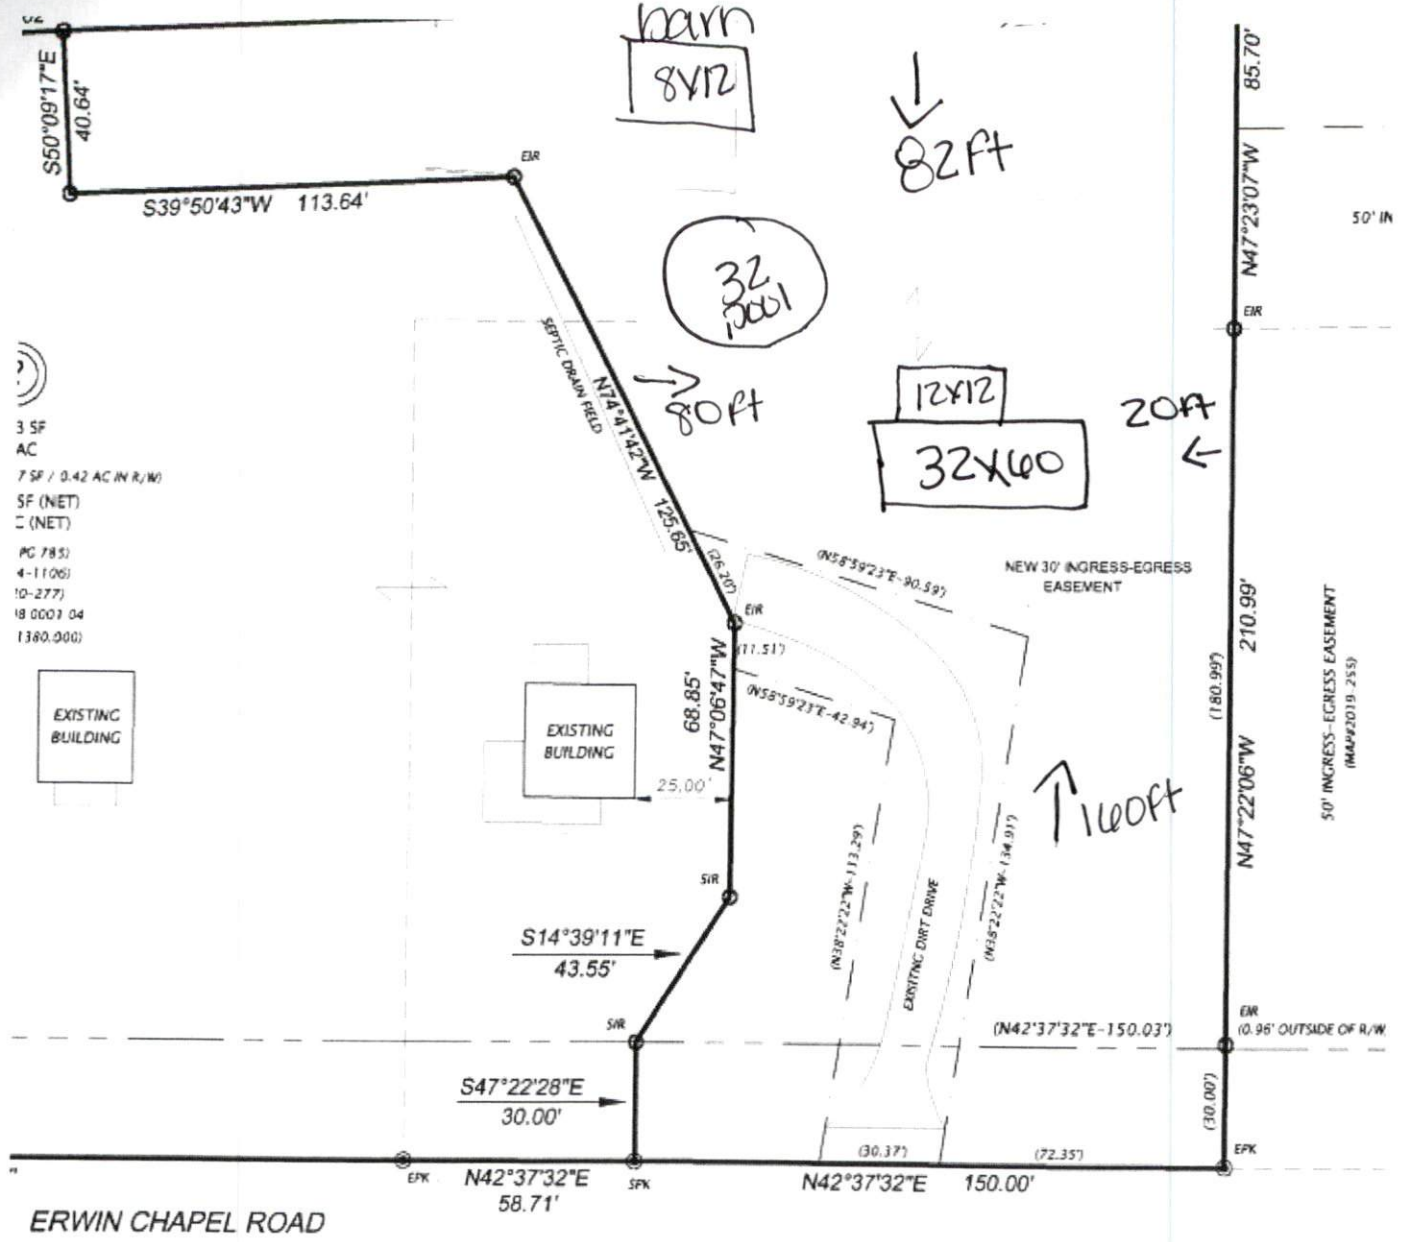 barn
8X12
↓
82ft
S50°09'17"E
40.64'
85.70'
N47°23'07"W
50' IN
EIR
S39°50'43"W 113.64'
32
pool
EIR
SEPTIC DRAIN FIELD
N74°41'42"W 125.65'
→
80ft
12X12
32X60
20ft
←
3 SF
AC
7 SF / 0.42 AC IN R/W)
SF (NET)
C (NET)
PG 785)
4-1106)
0-277)
18 0001 04
1380.000)
(26.20')
(N58°59'23"E-90.59')
NEW 30' INGRESS-EGRESS
EASEMENT
EIR
(11.51')
(N58°59'23"E-42.94')
68.85'
N47°06'47"W
EXISTING
BUILDING
EXISTING
BUILDING
25.00'
210.99'
(180.99')
N47°22'06"W
50' INGRESS-EGRESS EASEMENT
(MAP#2019-255)
↑ 160ft
(N38°22'22"W-113.29')
(N38°22'22"W-134.91')
EXISITNG DIRT DRIVE
SIR
S14°39'11"E
43.55'
SIR
(N42°37'32"E-150.03')
EIR
(0.96' OUTSIDE OF R/W
S47°22'28"E
30.00'
(30.00')
(30.37')
(72.35')
EPK
EPK
N42°37'32"E
58.71'
SPK
N42°37'32"E 150.00'
ERWIN CHAPEL ROAD